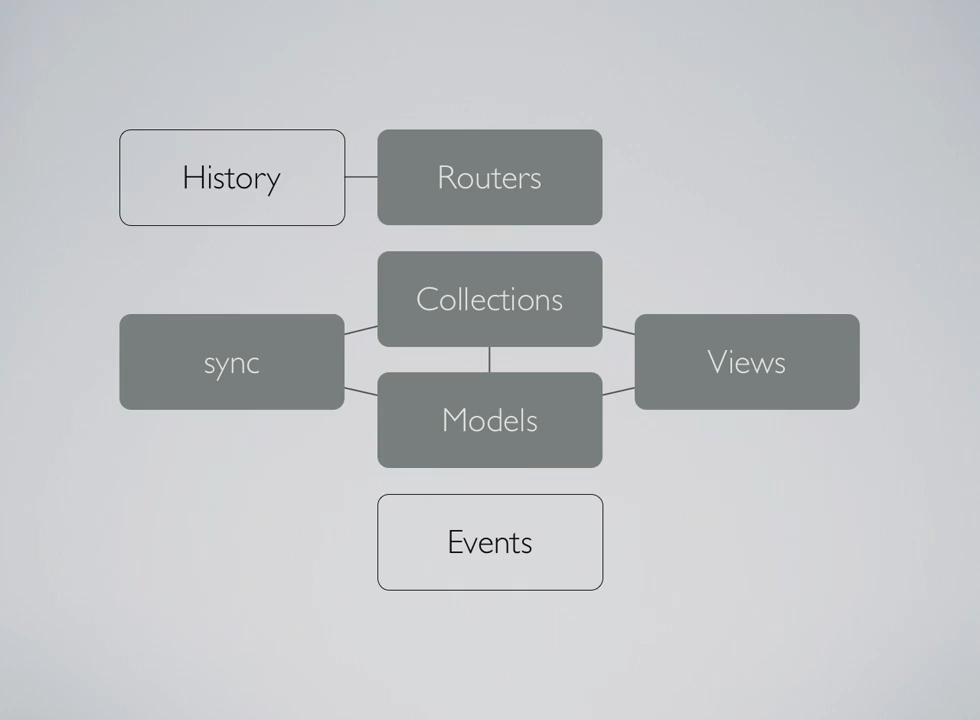 History
Routers
Collections
sync
Views
Models
Events